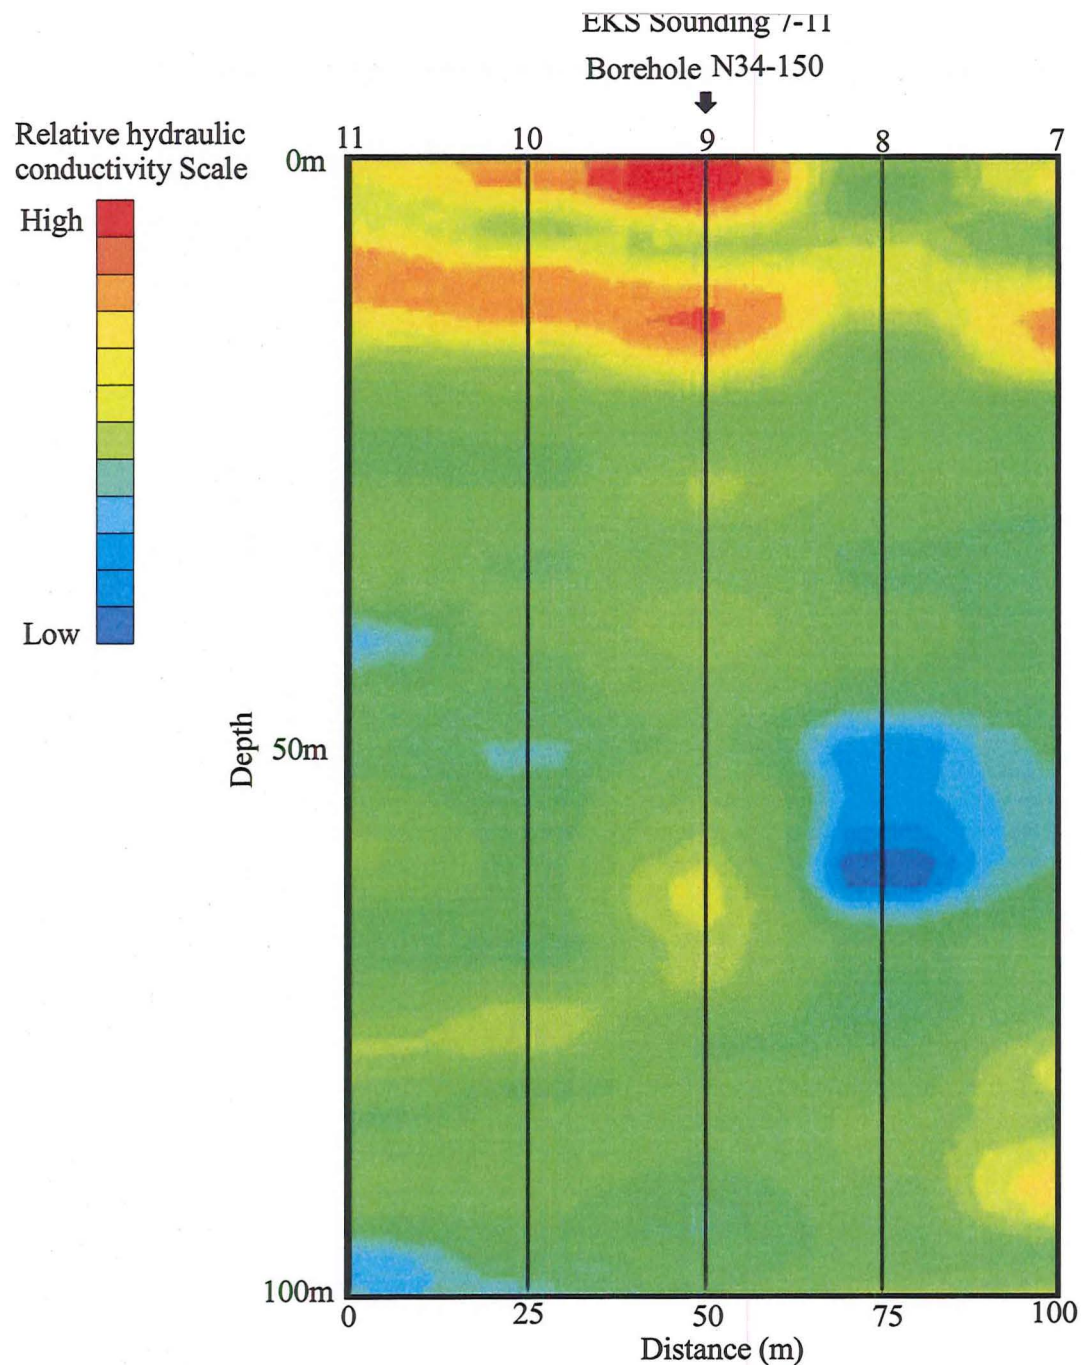 EKS Sounding 7-11
Borehole N34-150
Relative hydraulic
conductivity Scale
High
Low
11
10
9
8
7
0m
Depth
50m
100m
0
25
50
75
100
Distance (m)